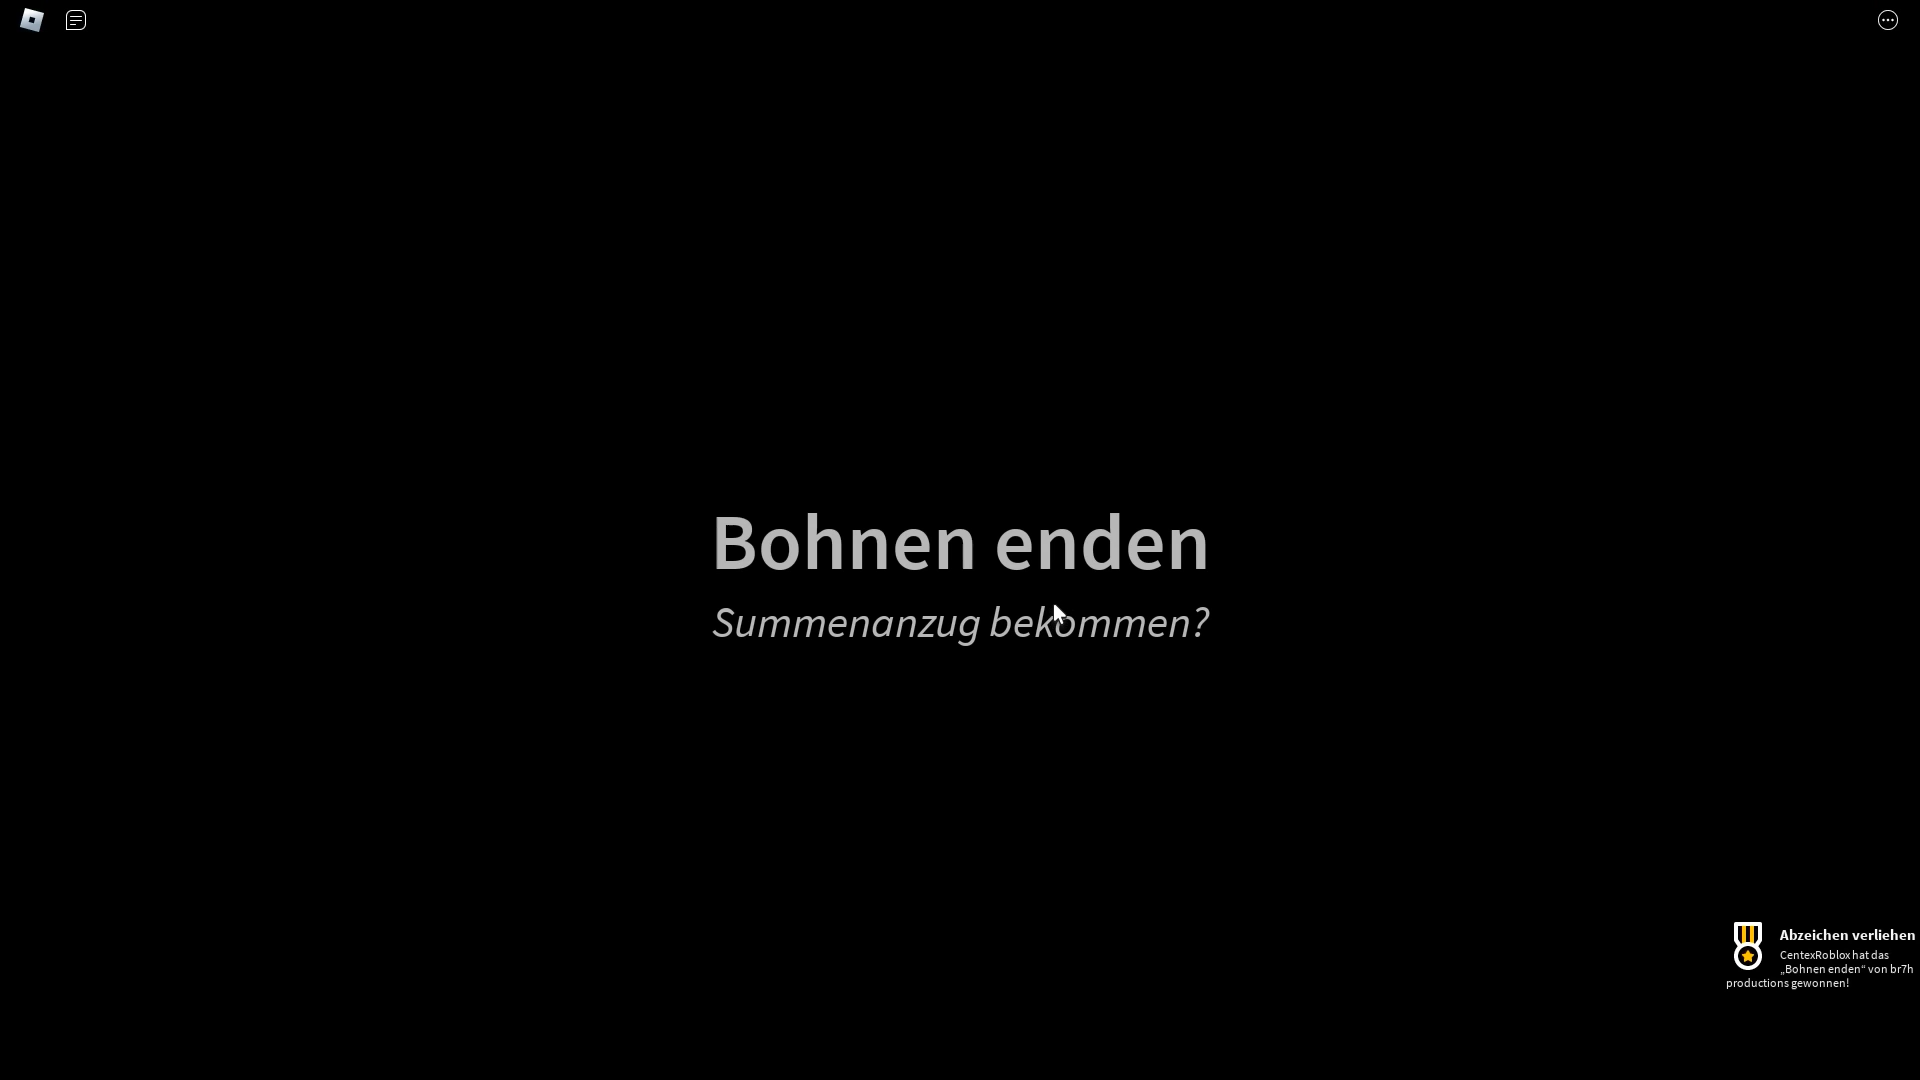 Bohnen enden
Summenanzug bekommen?
Abzeichen verliehen
CentexRoblox hat das
„Bohnen enden“ von br7h
productions gewonnen!